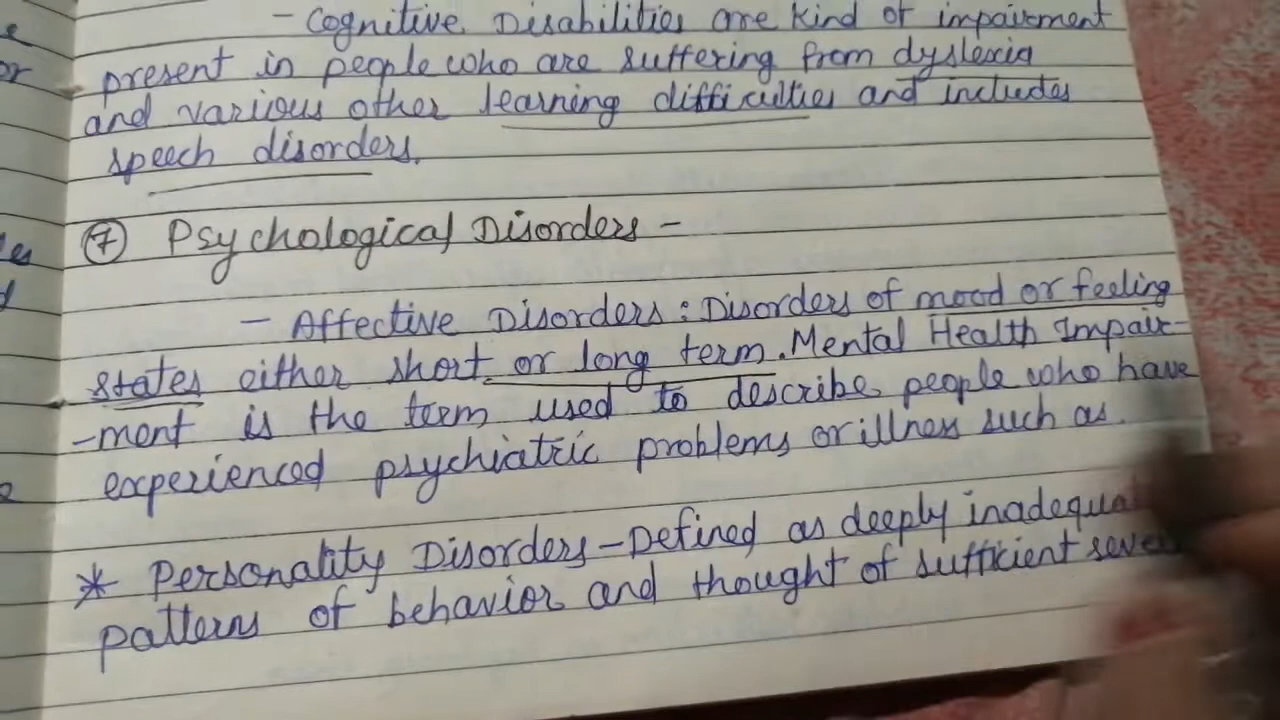 - Cognitive Disabilities are kind of impairment
present in people who are suffering from dyslexia
and various other learning difficulties and includes
speech disorders.
⑦ Psychological Disorders -
- Affective Disorders : Disorders of mood or feeling
states either short or long term. Mental Health Impair-
-ment is the term used to describe people who have
experienced psychiatric problems or illness such as
* Personality Disorders - Defined as deeply
pattern of behavior and thought of sufficient